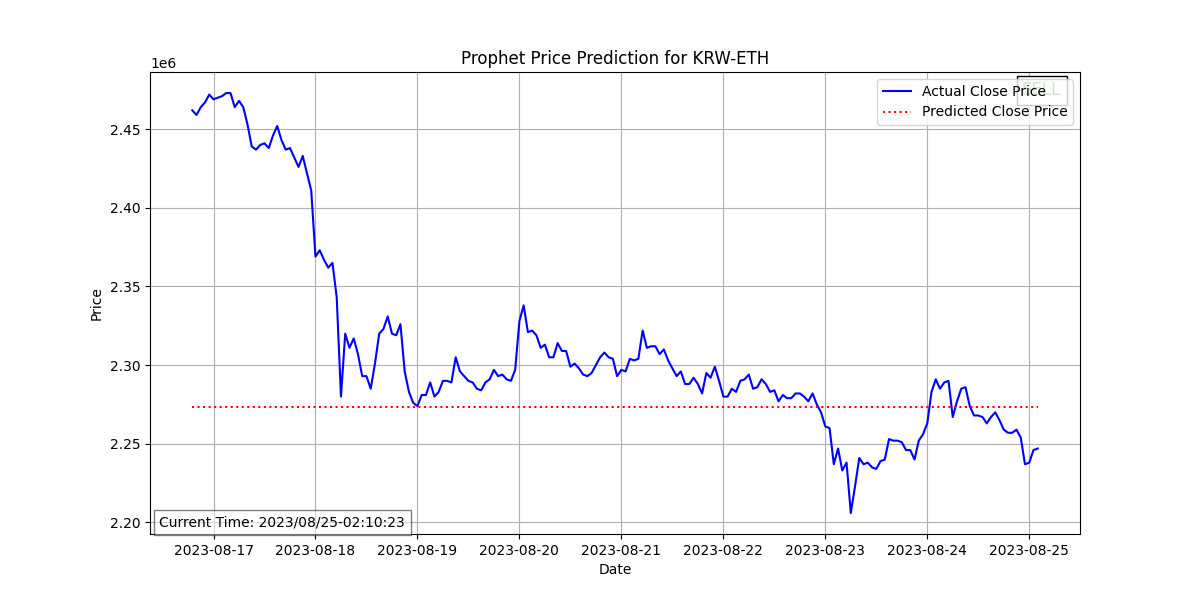 Prophet Price Prediction for KRW-ETH
1e6
SELL
Actual Close Price
Predicted Close Price
2.45
2.40
2.35
2.30
2.25
2.20
Price
Current Time: 2023/08/25-02:10:23
2023-08-17 2023-08-18 2023-08-19 2023-08-20 2023-08-21 2023-08-22 2023-08-23 2023-08-24 2023-08-25
Date